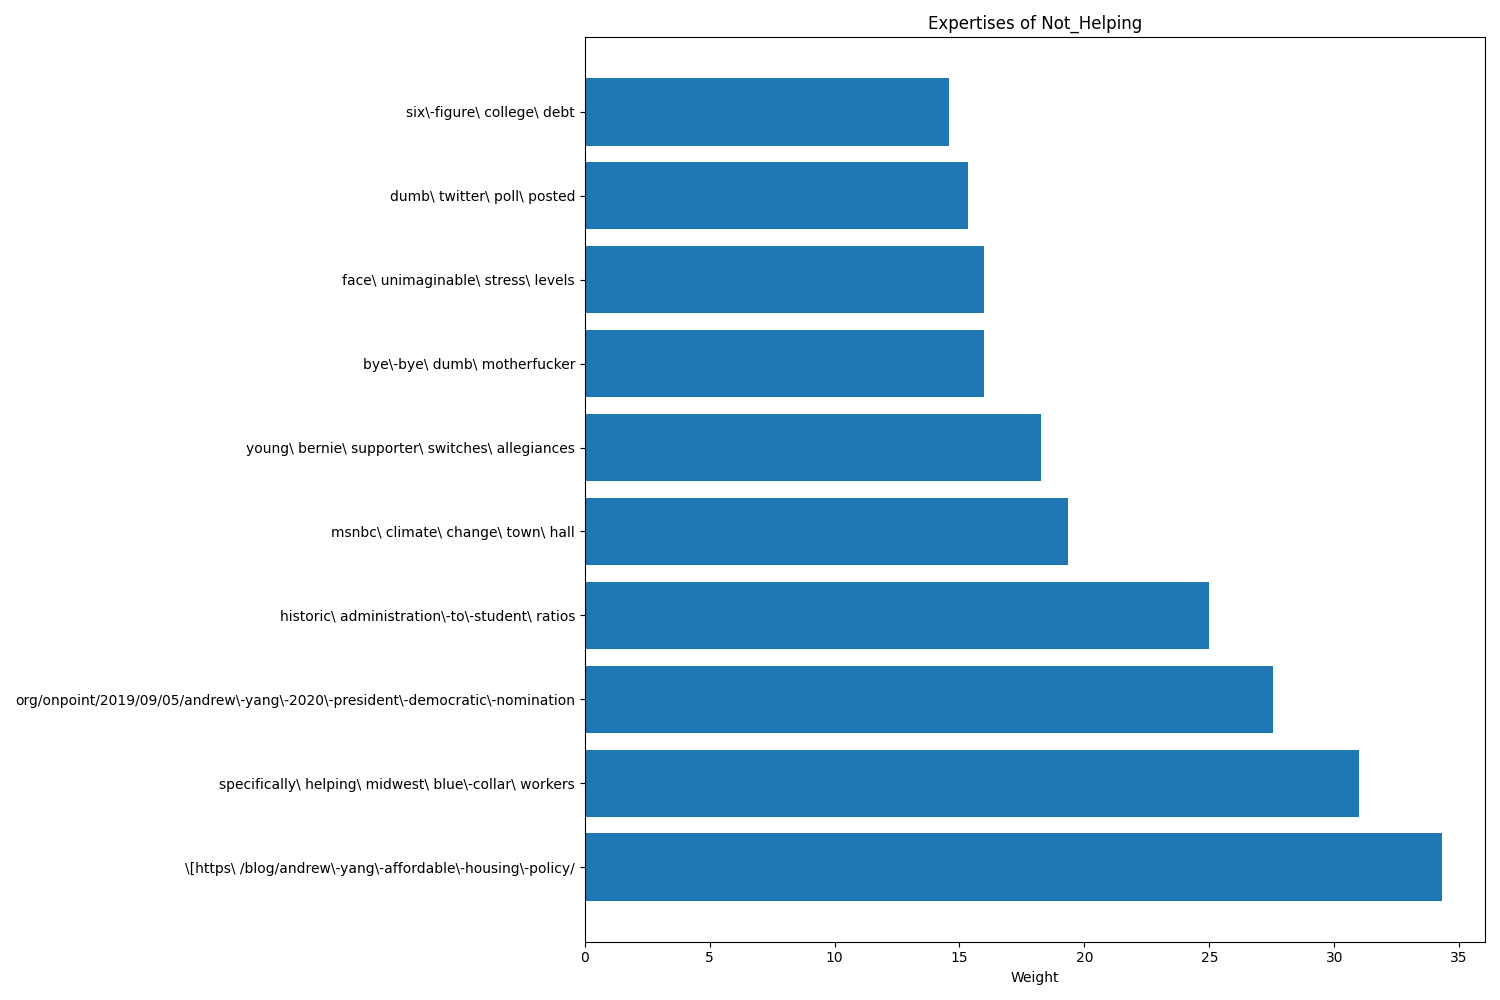 Expertises of Not_Helping
six\-figure\ college\ debt
dumb\ twitter\ poll\ posted
face\ unimaginable\ stress\ levels
bye\-bye\ dumb\ motherfucker
young\ bernie\ supporter\ switches\ allegiances
msnbc\ climate\ change\ town\ hall
historic\ administration\-to\-student\ ratios
org/onpoint/2019/09/05/andrew\-yang\-2020\-president\-democratic\-nomination
specifically\ helping\ midwest\ blue\-collar\ workers
\[https\ /blog/andrew\-yang\-affordable\-housing\-policy/
0 5 10 15 20 25 30 35
Weight